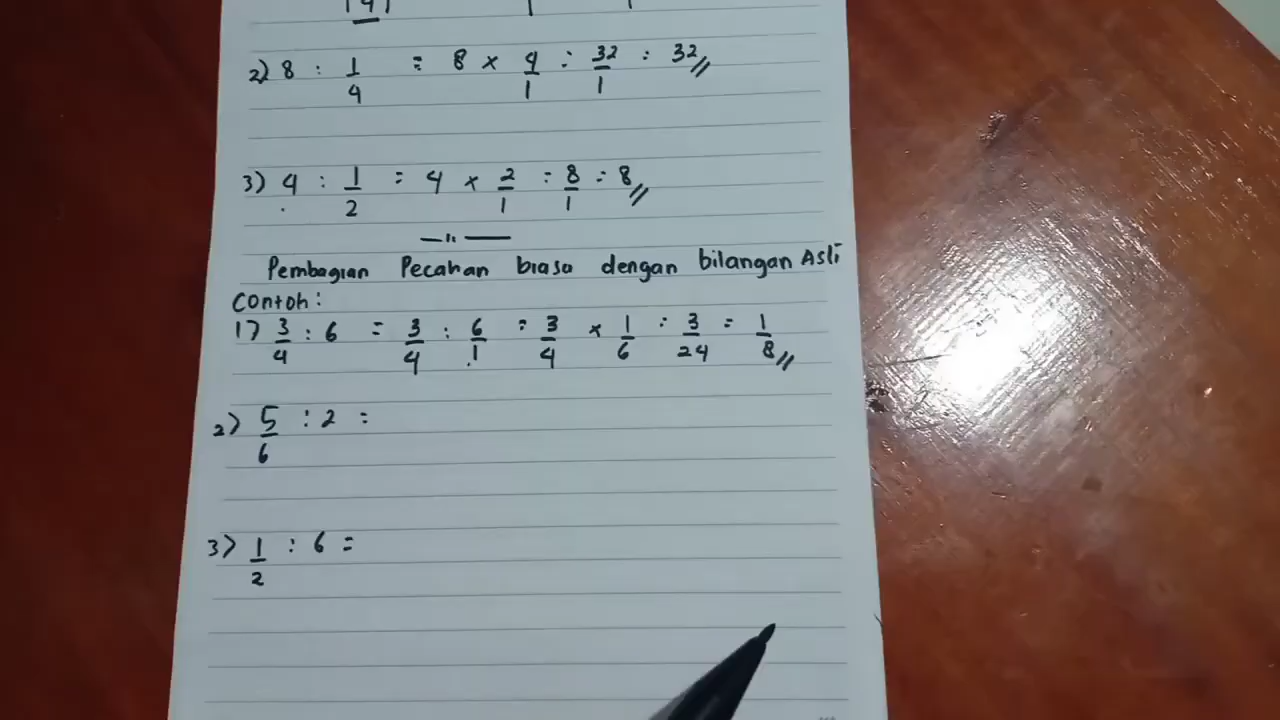 2) 8 : 1/4 = 8 × 4/1 = 32/1 = 32
3) 4 : 1/2 = 4 × 2/1 = 8/1 = 8
Pembagian Pecahan biasa dengan bilangan Asli
Contoh:
1) 3/4 : 6 = 3/4 : 6/1 = 3/4 × 1/6 = 3/24 = 1/8
2) 5/6 : 2 =
3) 1/2 : 6 =